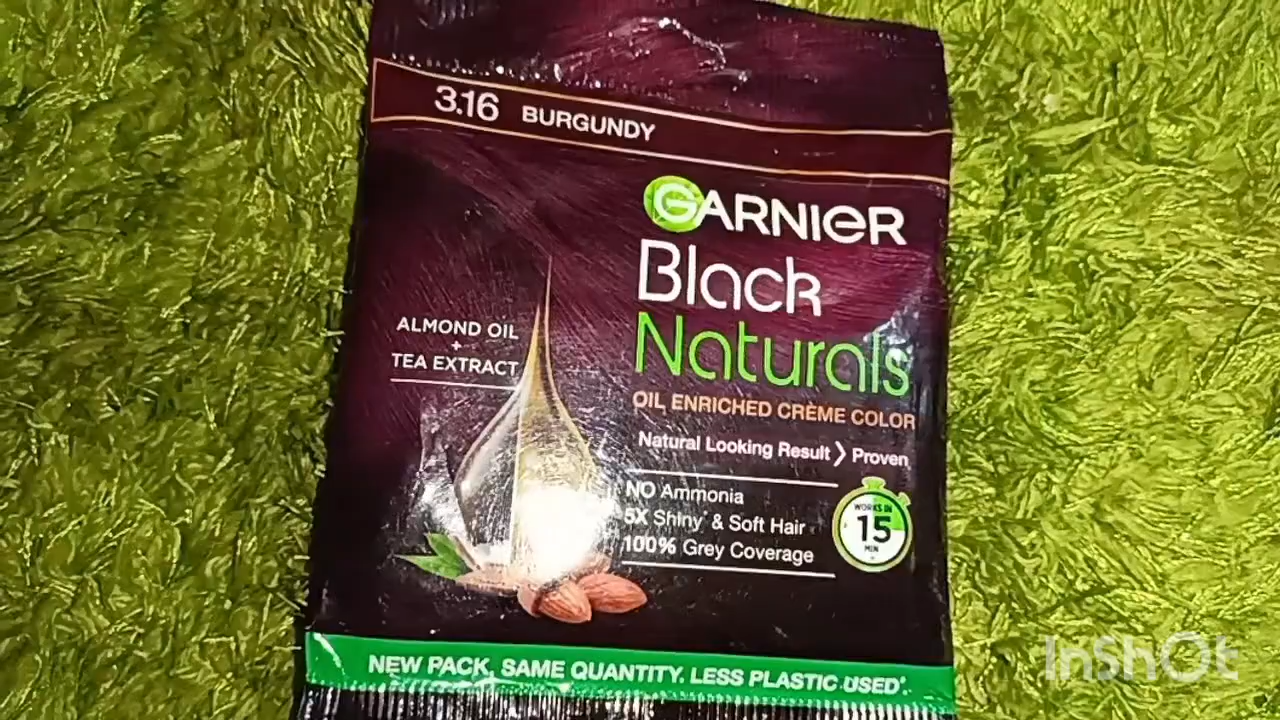 3.16 BURGUNDY
GARNIER
Black
Naturals
ALMOND OIL
+
TEA EXTRACT
OIL ENRICHED CRÈME COLOR
Natural Looking Result > Proven
NO Ammonia
5X Shiny* & Soft Hair
100% Grey Coverage
WORKS IN
15
MIN
NEW PACK. SAME QUANTITY. LESS PLASTIC USED*.
InShOt